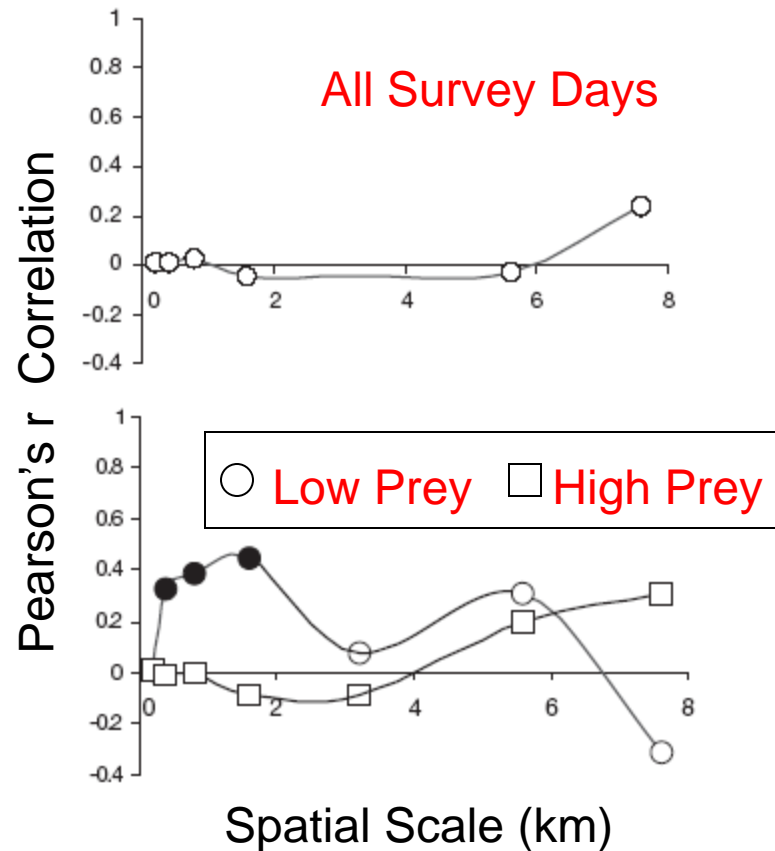 Pearson's r Correlation
1
0.8
0.6
0.4
0.2
0
-0.2
-0.4
All Survey Days
0 2 4 6 8
1
0.8
0.6
0.4
0.2
0
-0.2
-0.4
Low Prey High Prey
0 2 4 6 8
Spatial Scale (km)